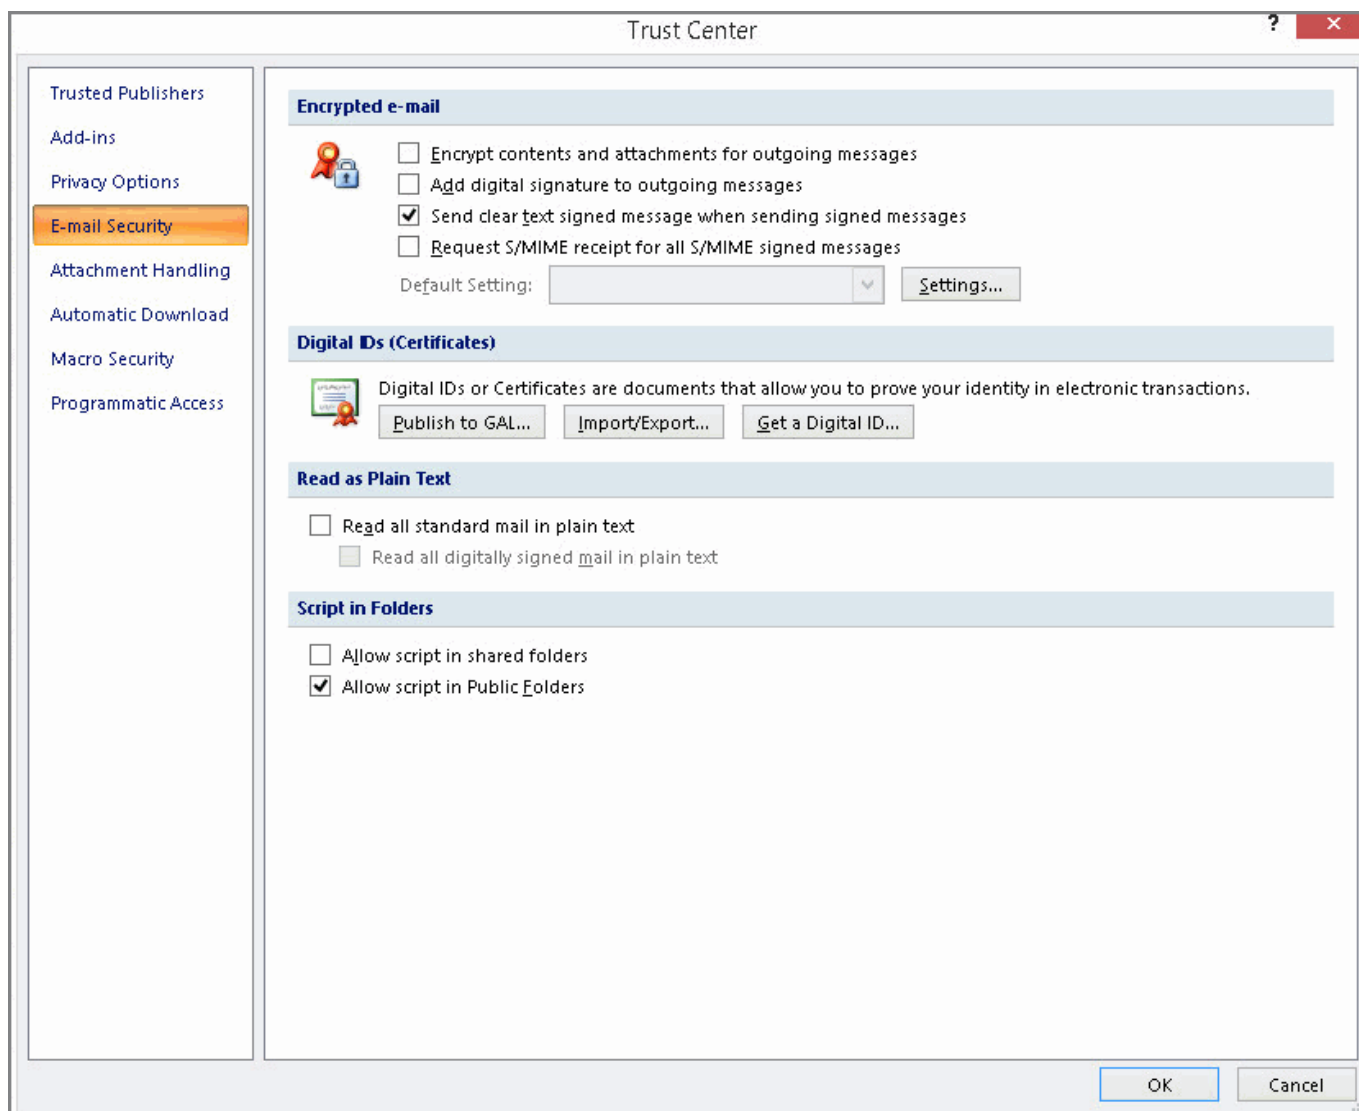 Trust Center
?
Trusted Publishers
Add-ins
Privacy Options
E-mail Security
Attachment Handling
Automatic Download
Macro Security
Programmatic Access
Encrypted e-mail
Encrypt contents and attachments for outgoing messages
Add digital signature to outgoing messages
Send clear text signed message when sending signed messages
Request S/MIME receipt for all S/MIME signed messages
Default Setting:
Settings...
Digital IDs (Certificates)
Digital IDs or Certificates are documents that allow you to prove your identity in electronic transactions.
Publish to GAL... Import/Export... Get a Digital ID...
Read as Plain Text
Read all standard mail in plain text
Read all digitally signed mail in plain text
Script in Folders
Allow script in shared folders
Allow script in Public Folders
OK Cancel